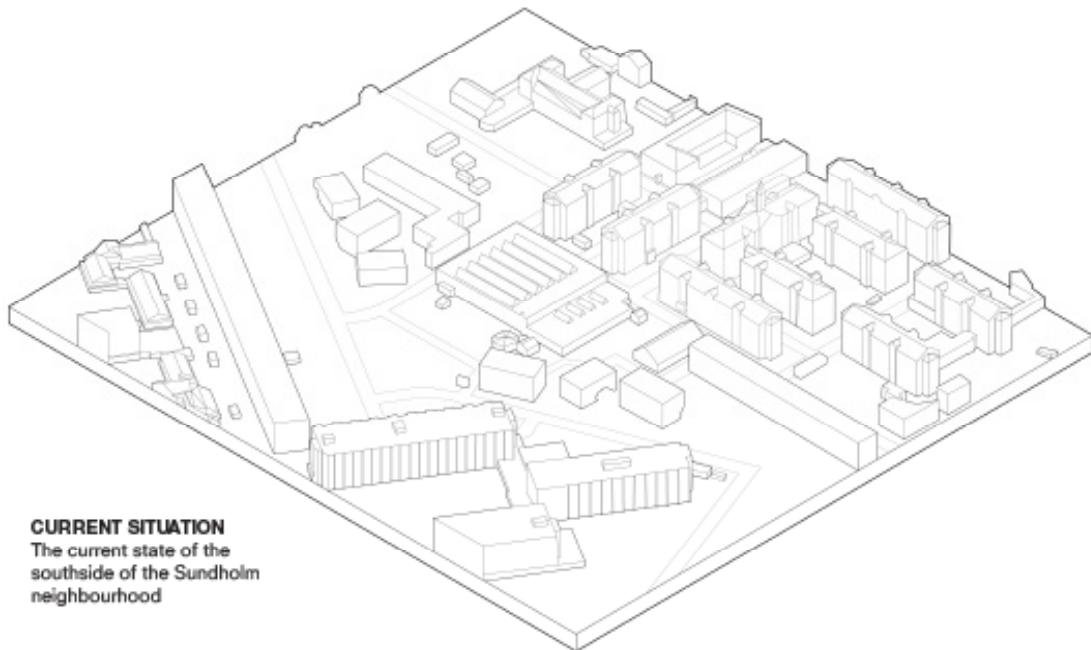 CURRENT SITUATION
The current state of the
southside of the Sundholm
neighbourhood